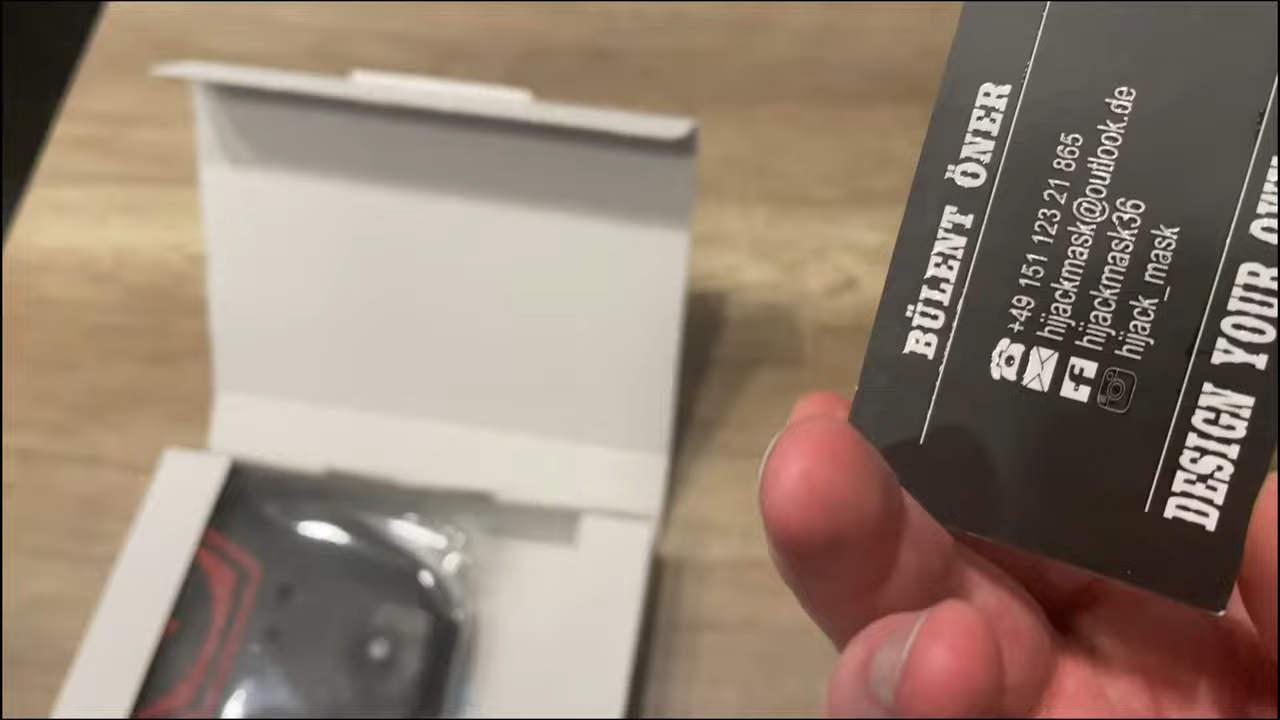 BÜLENT ÖNER
+49 151 123 21 865
hijackmask@outlook.de
hijackmask36
hijack_mask
DESIGN YOUR